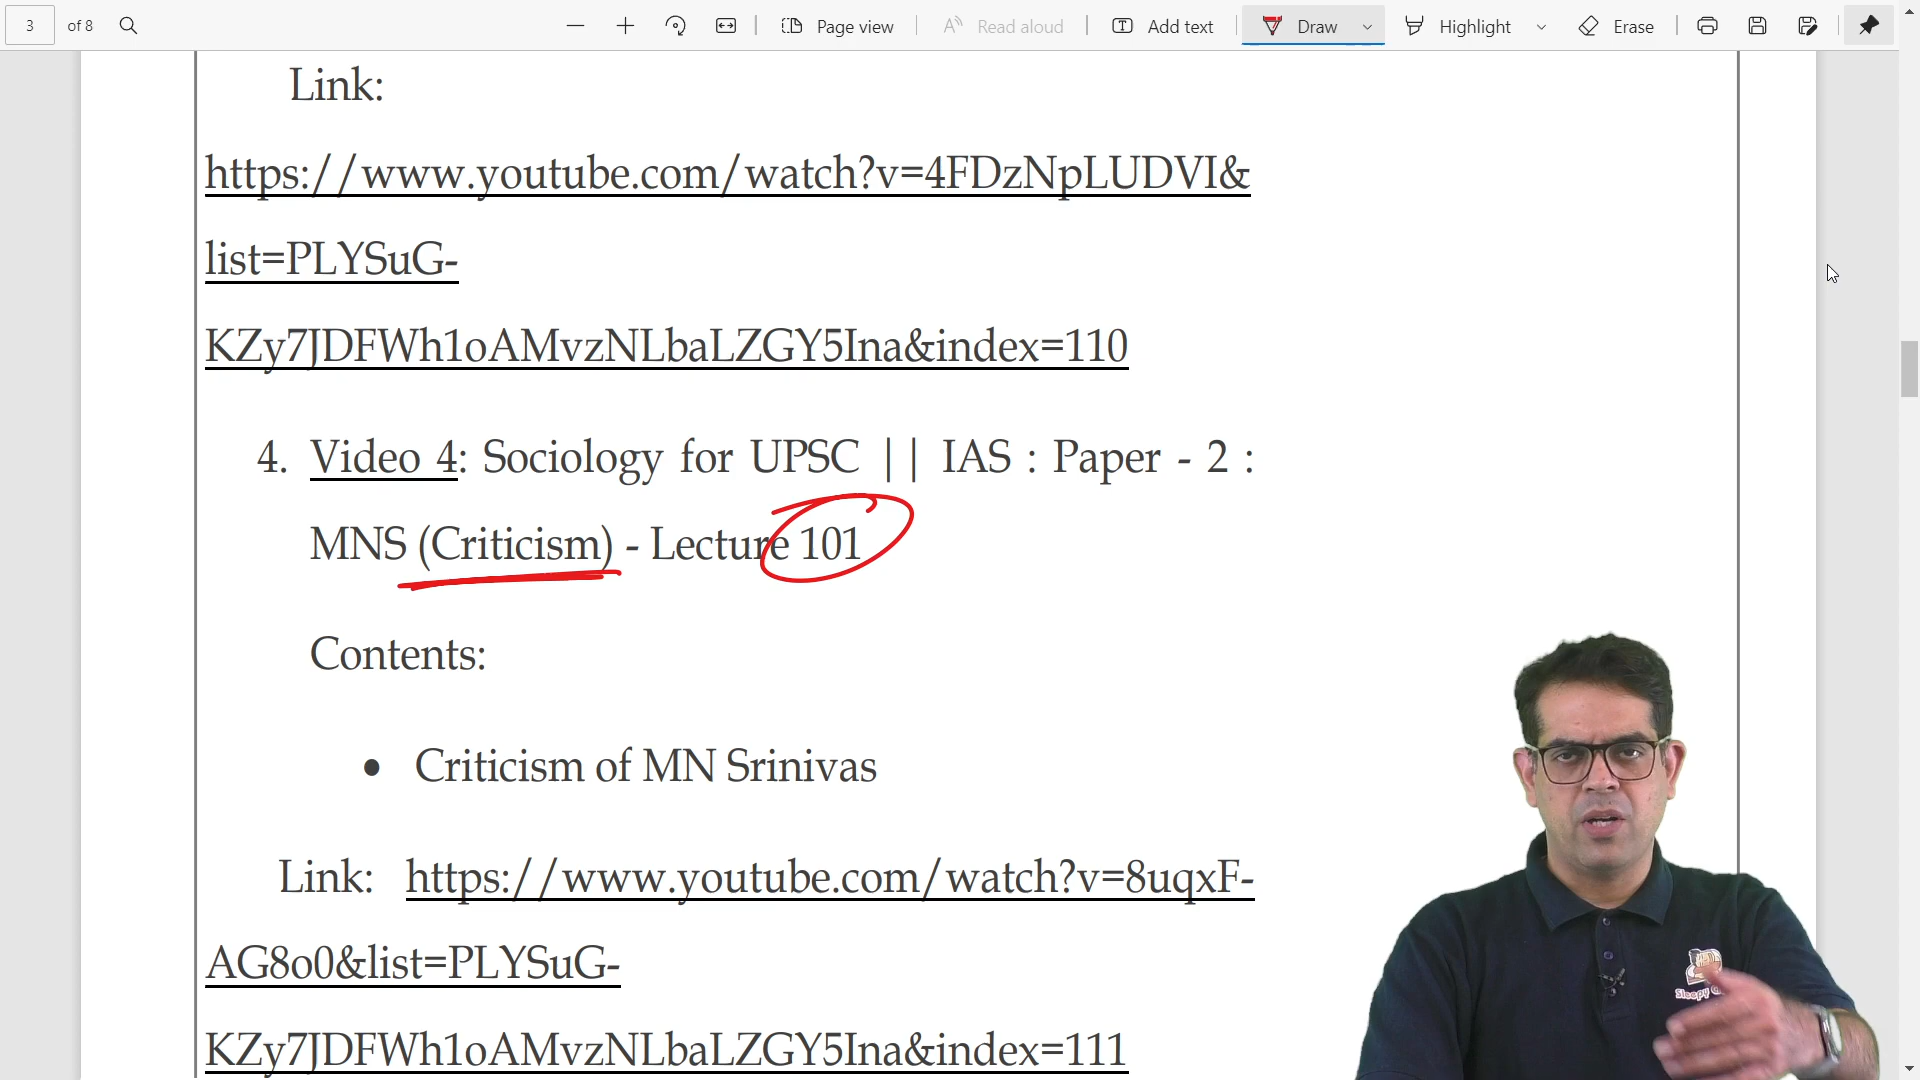 3 of 8 Page view Read aloud Add text Draw Highlight Erase
Link:
https://www.youtube.com/watch?v=4FDzNpLUDVI&
list=PLYSuG-
KZy7JDFWh1oAMvzNLbaLZGY5Ina&index=110
4. Video 4: Sociology for UPSC || IAS : Paper - 2 :
MNS (Criticism) - Lecture 101
Contents:
• Criticism of MN Srinivas
Link: https://www.youtube.com/watch?v=8uqxF-
AG8o0&list=PLYSuG-
KZy7JDFWh1oAMvzNLbaLZGY5Ina&index=111
Sleepy